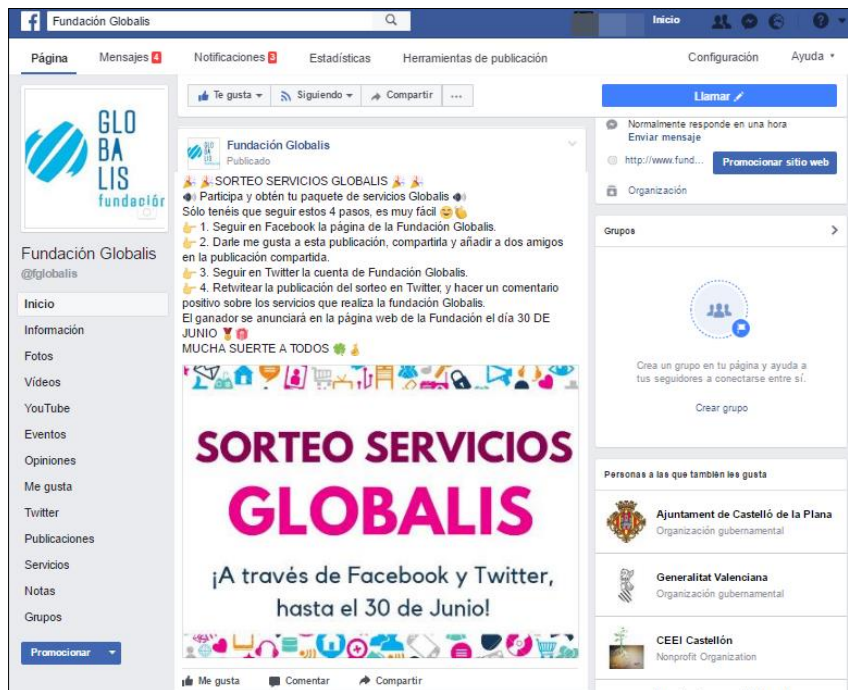 Fundación Globalis
Inicio
Página
Mensajes 4
Notificaciones 3
Estadísticas
Herramientas de publicación
Configuración
Ayuda
GLO
BA
LIS
fundación
Fundación Globalis
@fglobalis
Inicio
Información
Fotos
Vídeos
YouTube
Eventos
Opiniones
Me gusta
Twitter
Publicaciones
Servicios
Notas
Grupos
Promocionar
Te gusta
Siguiendo
Compartir
...
Fundación Globalis
Publicado
SORTEO SERVICIOS GLOBALIS
Participa y obtén tu paquete de servicios Globalis
Sólo tenéis que seguir estos 4 pasos, es muy fácil
1. Seguir en Facebook la página de la Fundación Globalis.
2. Darle me gusta a esta publicación, compartirla y añadir a dos amigos
en la publicación compartida.
3. Seguir en Twitter la cuenta de Fundación Globalis.
4. Retwitear la publicación del sorteo en Twitter, y hacer un comentario
positivo sobre los servicios que realiza la fundación Globalis.
El ganador se anunciará en la página web de la Fundación el día 30 DE
JUNIO
MUCHA SUERTE A TODOS
SORTEO SERVICIOS
GLOBALIS
¡A través de Facebook y Twitter,
hasta el 30 de Junio!
Me gusta
Comentar
Compartir
Llamar
Normalmente responde en una hora
Enviar mensaje
http://www.fund...
Promocionar sitio web
Organización
Grupos
Crea un grupo en tu página y ayuda a
tus seguidores a conectarse entre sí.
Crear grupo
Personas a las que también les gusta
Ajuntament de Castelló de la Plana
Organización gubernamental
Generalitat Valenciana
Organización gubernamental
CEEI Castellón
Nonprofit Organization